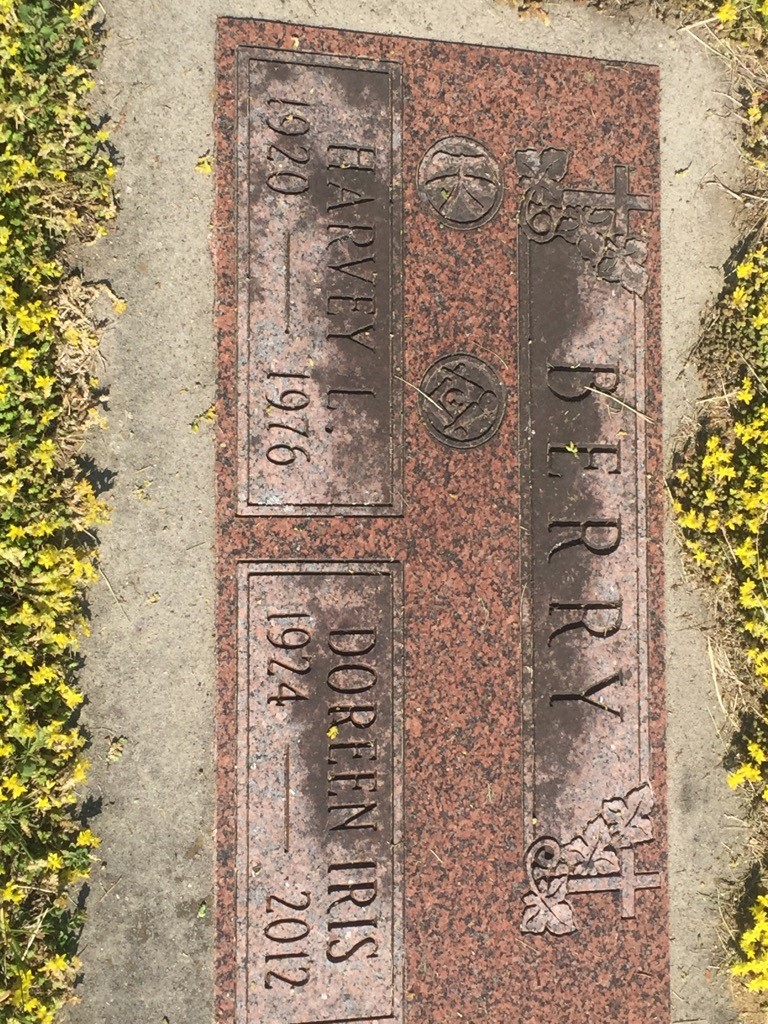 BERRY
HARVEY L.
1920 — 1976
DOREEN IRIS
1924 — 2012